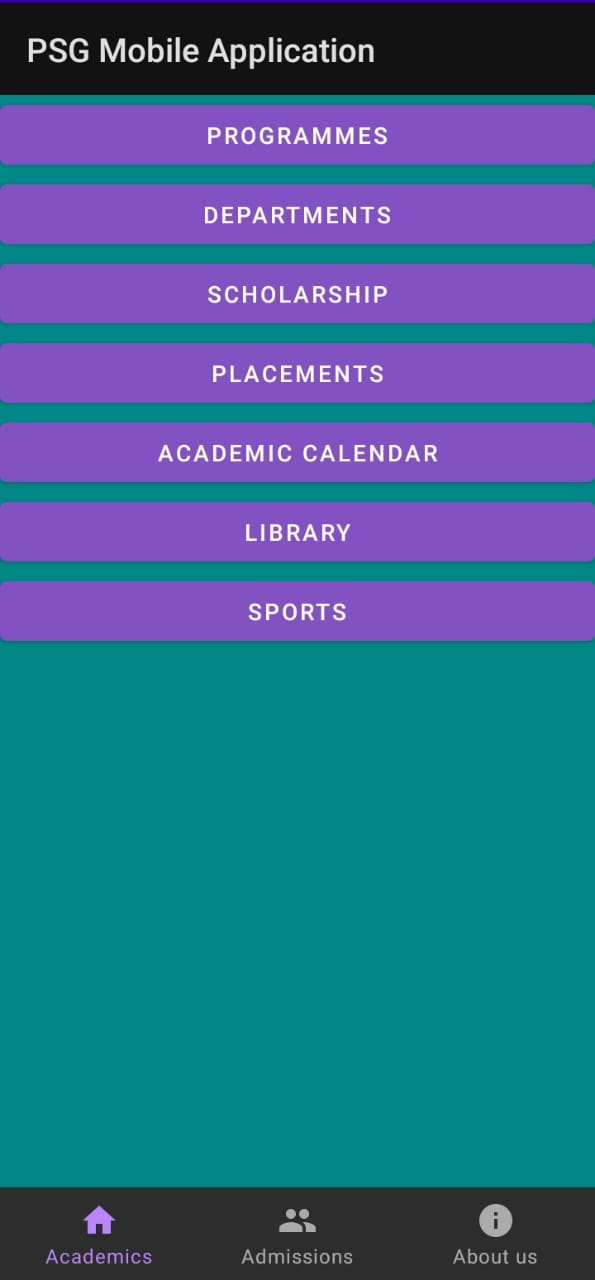 PSG Mobile Application
PROGRAMMES
DEPARTMENTS
SCHOLARSHIP
PLACEMENTS
ACADEMIC CALENDAR
LIBRARY
SPORTS
Academics
Admissions
About us